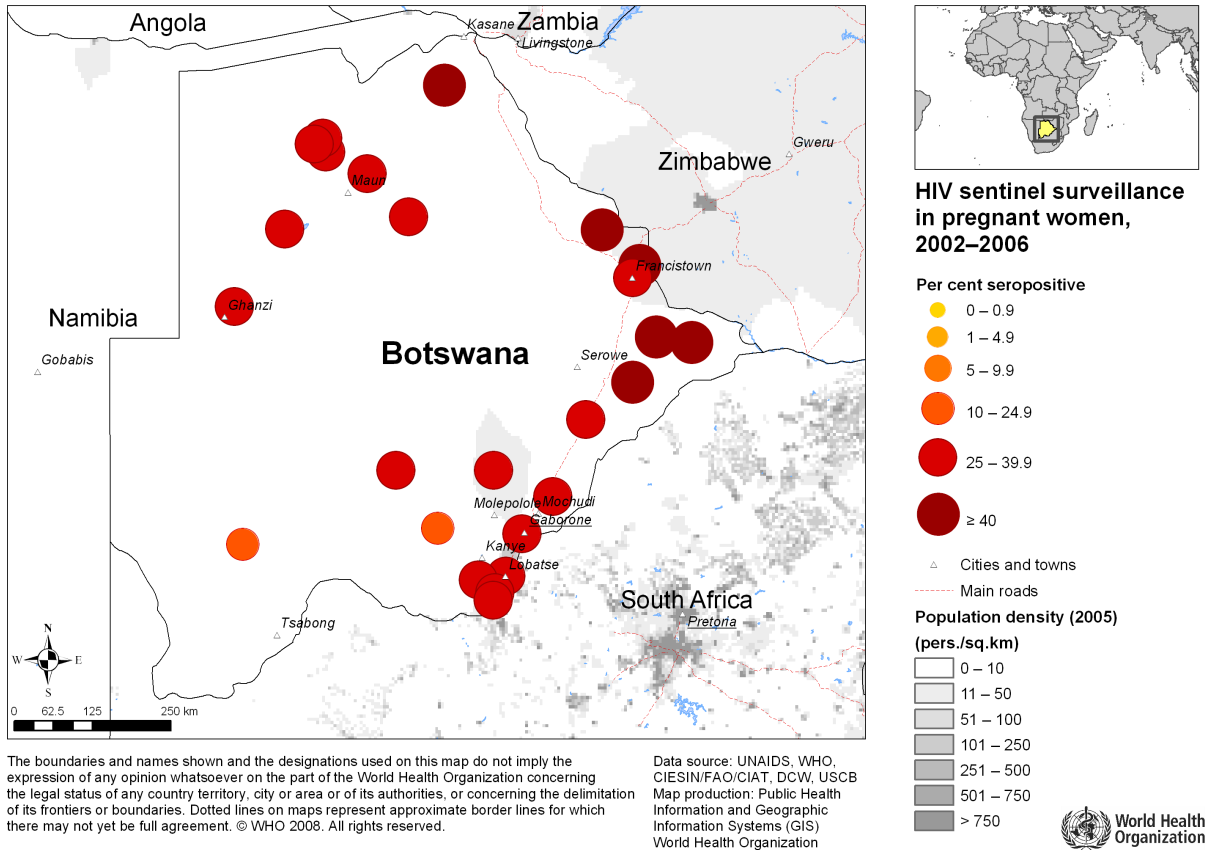 Angola
Kasane
Zambia
Livingstone
Zimbabwe
Gweru
Maun
Francistown
Ghanzi
Namibia
Gobabis
Botswana
Serowe
Molepolole
Mochudi
Gaborone
Kanye
Lobatse
South Africa
Pretoria
Tsabong
N
W E
S
0 62.5 125 250 km
HIV sentinel surveillance
in pregnant women,
2002–2006
Per cent seropositive
0 – 0.9
1 – 4.9
5 – 9.9
10 – 24.9
25 – 39.9
≥ 40
Cities and towns
Main roads
Population density (2005)
(pers./sq.km)
0 – 10
11 – 50
51 – 100
101 – 250
251 – 500
501 – 750
> 750
The boundaries and names shown and the designations used on this map do not imply the
expression of any opinion whatsoever on the part of the World Health Organization concerning
the legal status of any country territory, city or area or of its authorities, or concerning the delimitation
of its frontiers or boundaries. Dotted lines on maps represent approximate border lines for which
there may not yet be full agreement. © WHO 2008. All rights reserved.
Data source: UNAIDS, WHO,
CIESIN/FAO/CIAT, DCW, USCB
Map production: Public Health
Information and Geographic
Information Systems (GIS)
World Health Organization
World Health
Organization